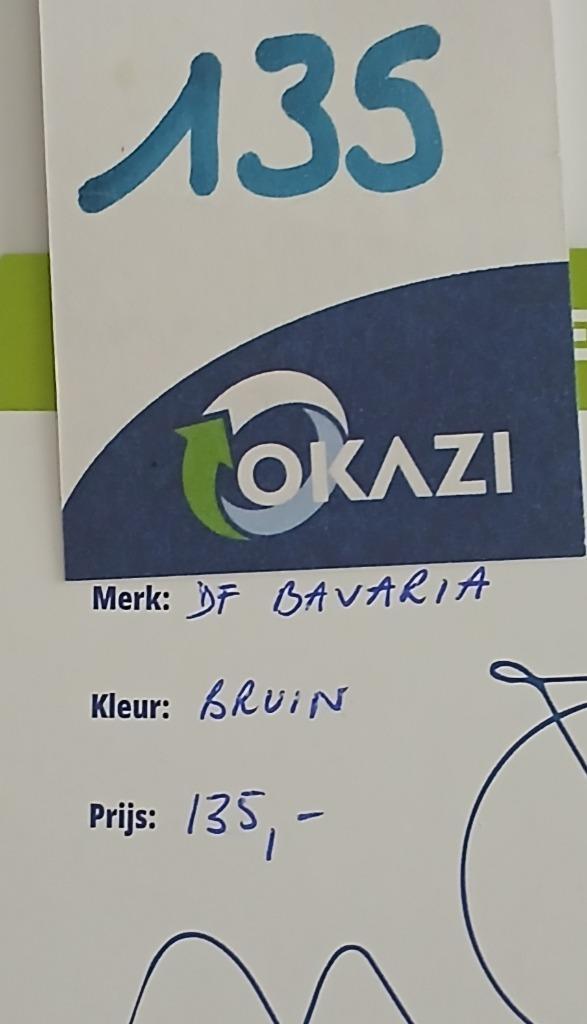 135
OKAZI
Merk: DF BAVARIA
Kleur: BRUIN
Prijs: 135,-